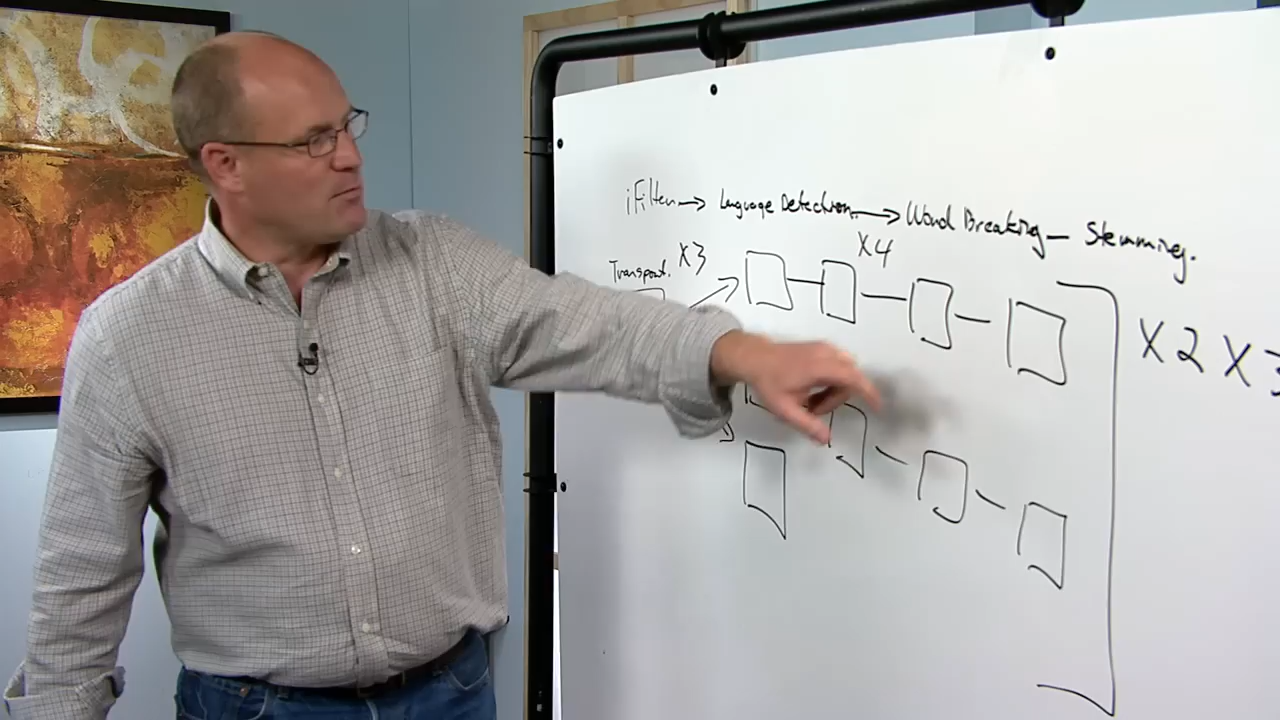 iFilter → Language Detection → Word Breaking — Stemming.
Transport. X3 X4
X2 X3